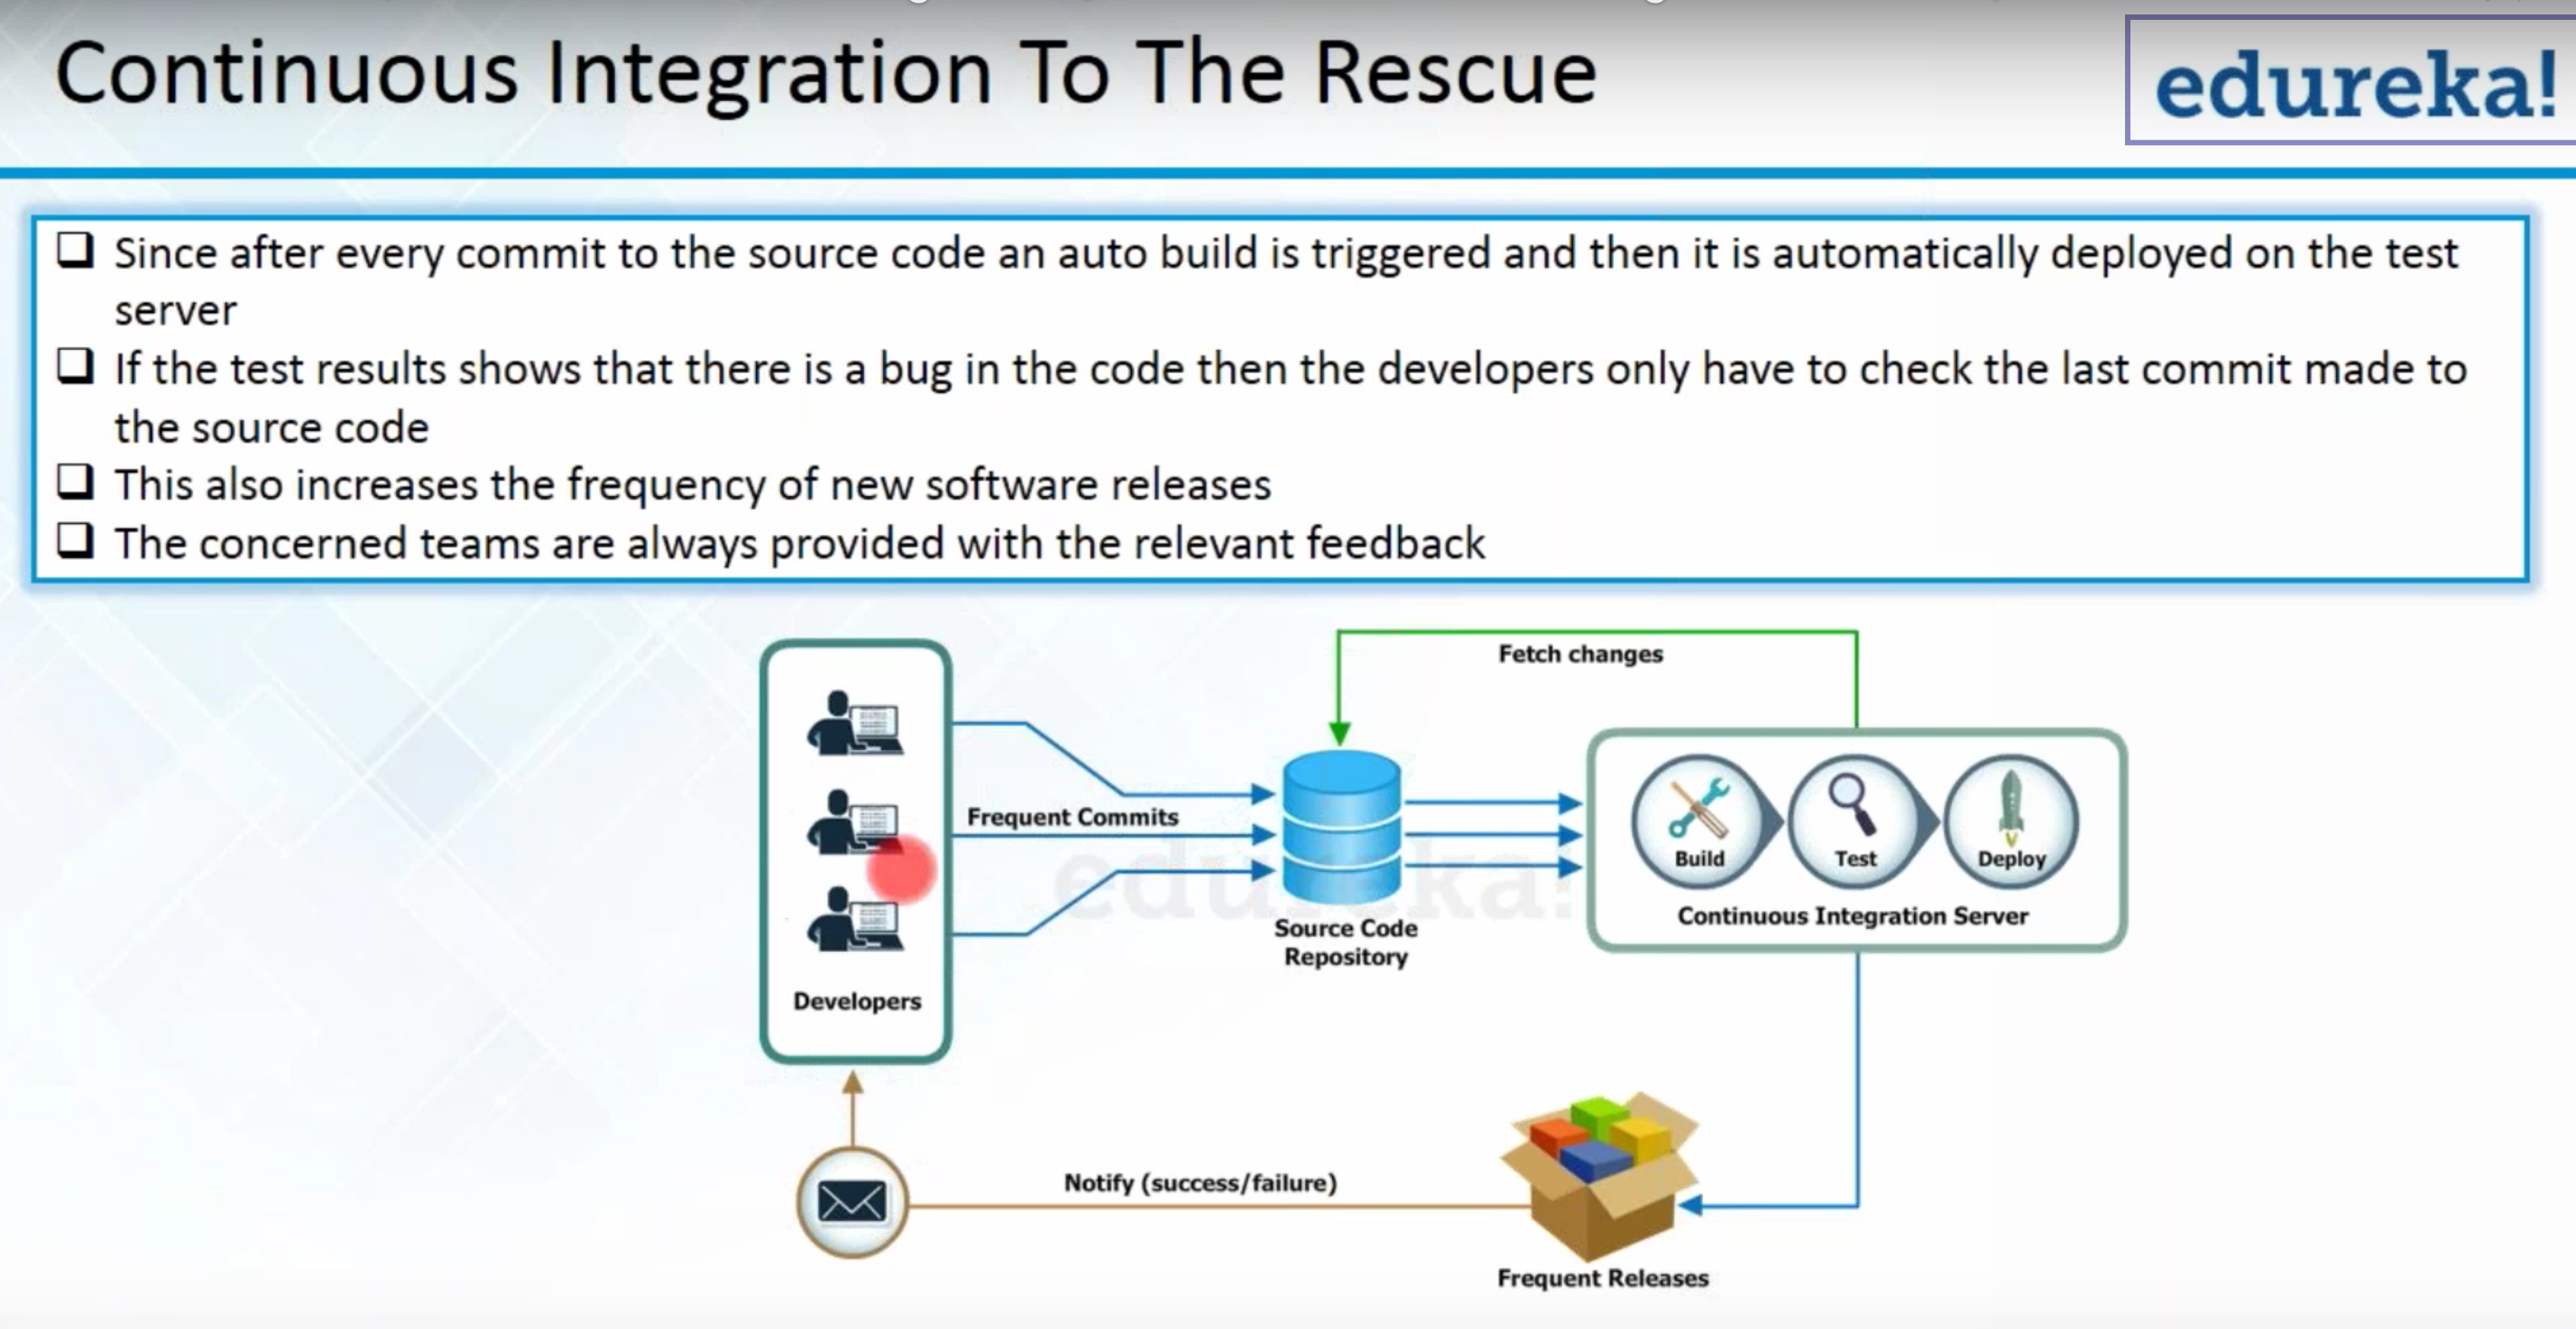 Continuous Integration To The Rescue
edureka!
Since after every commit to the source code an auto build is triggered and then it is automatically deployed on the test
server
If the test results shows that there is a bug in the code then the developers only have to check the last commit made to
the source code
This also increases the frequency of new software releases
The concerned teams are always provided with the relevant feedback
Fetch changes
Frequent Commits
Build
Test
Deploy
Continuous Integration Server
edureka!
Source Code
Repository
Developers
Notify (success/failure)
Frequent Releases